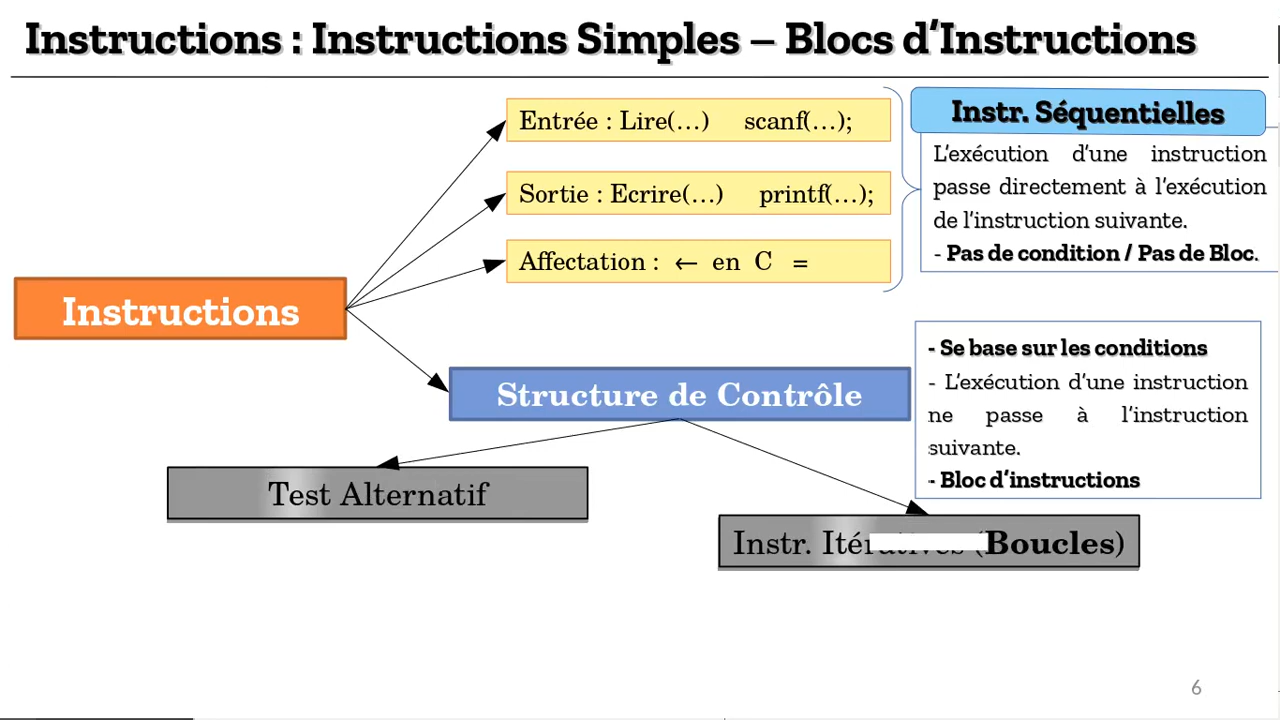 Instructions : Instructions Simples – Blocs d'Instructions
Entrée : Lire(…) scanf(…);
Sortie : Ecrire(…) printf(…);
Affectation : ← en C =
Instr. Séquentielles
L'exécution d'une instruction
passe directement à l'exécution
de l'instruction suivante.
- Pas de condition / Pas de Bloc.
Instructions
Structure de Contrôle
- Se base sur les conditions
- L'exécution d'une instruction
ne passe à l'instruction
suivante.
- Bloc d'instructions
Test Alternatif
Instr. (Boucles)
6